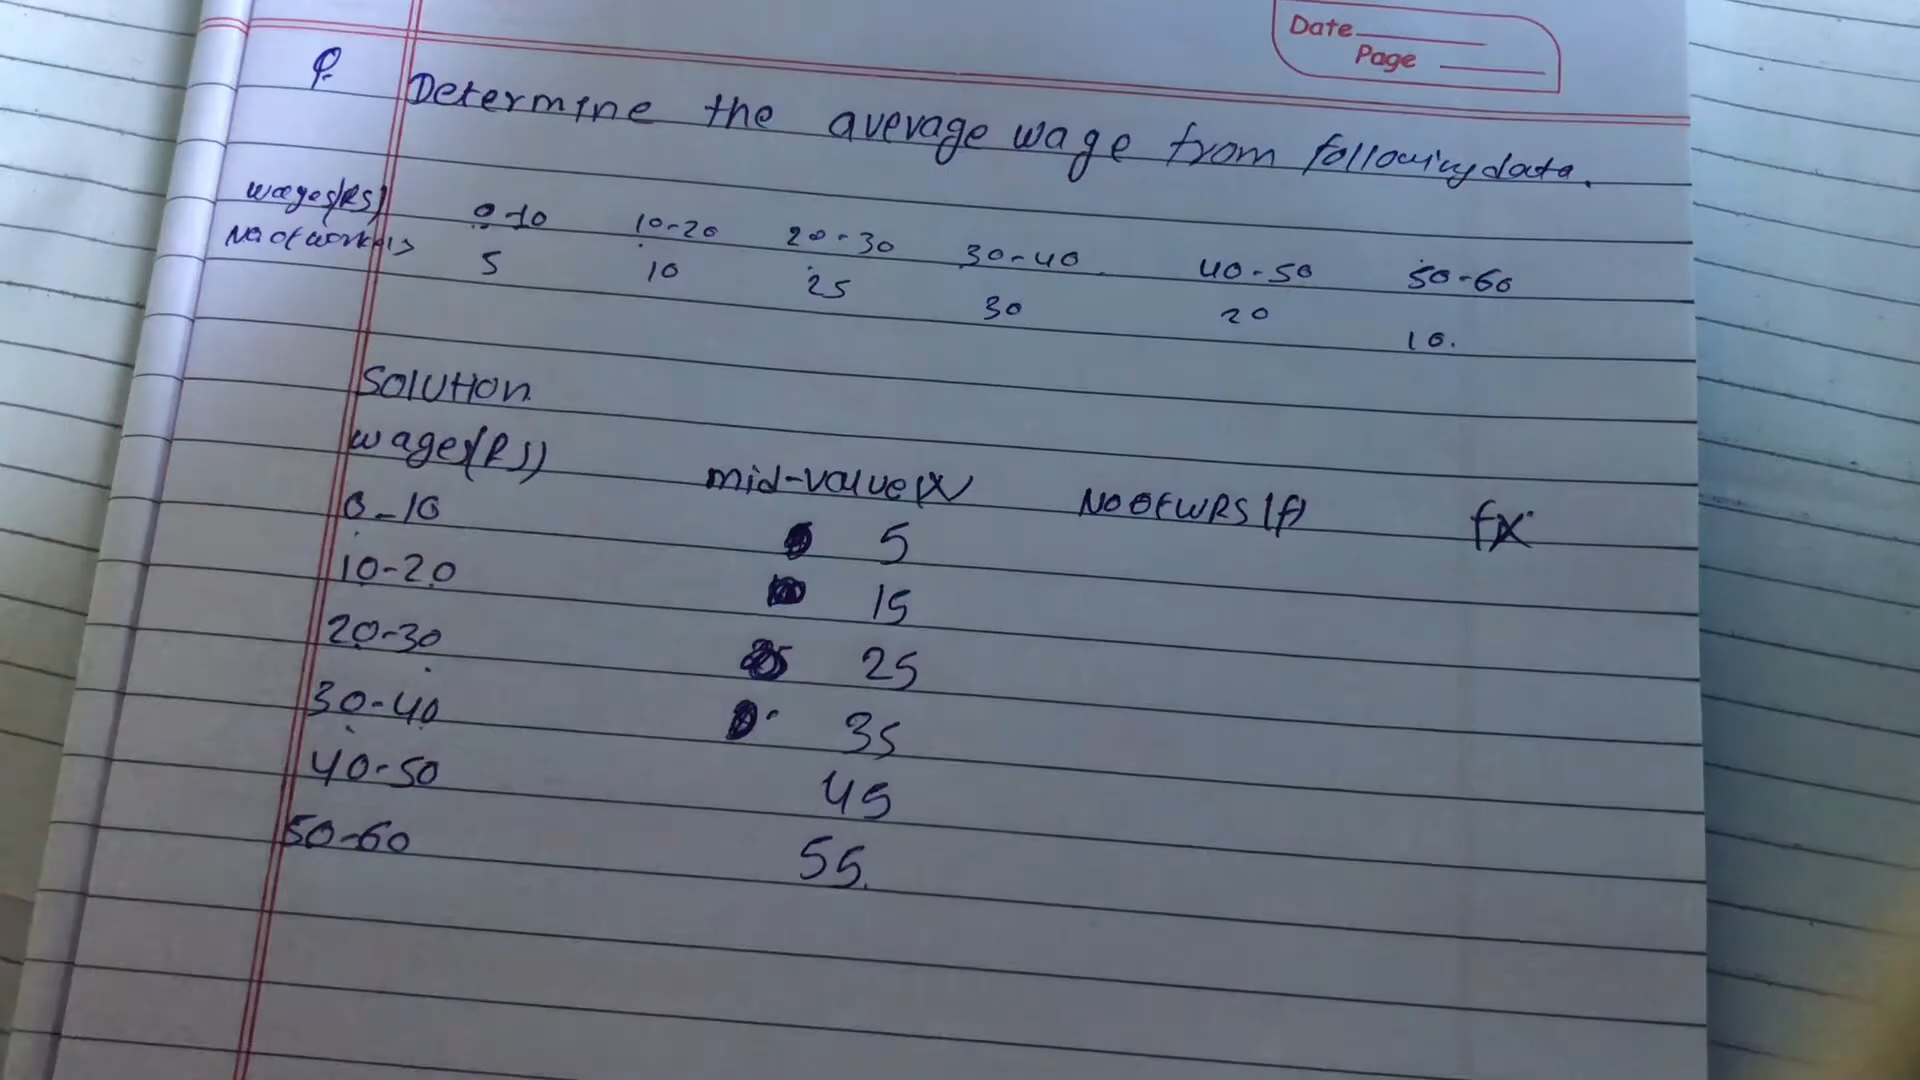 Date
Page
Q. Determine the average wage from following data.
wages(RS) 0-10 10-20 20-30 30-40 40-50 50-60
No of workers 5 10 25 30 20 10.
Solution
wages(RS) mid-value(X) No of WRS(f) fX
0-10 5
10-20 15
20-30 25
30-40 35
40-50 45
50-60 55.